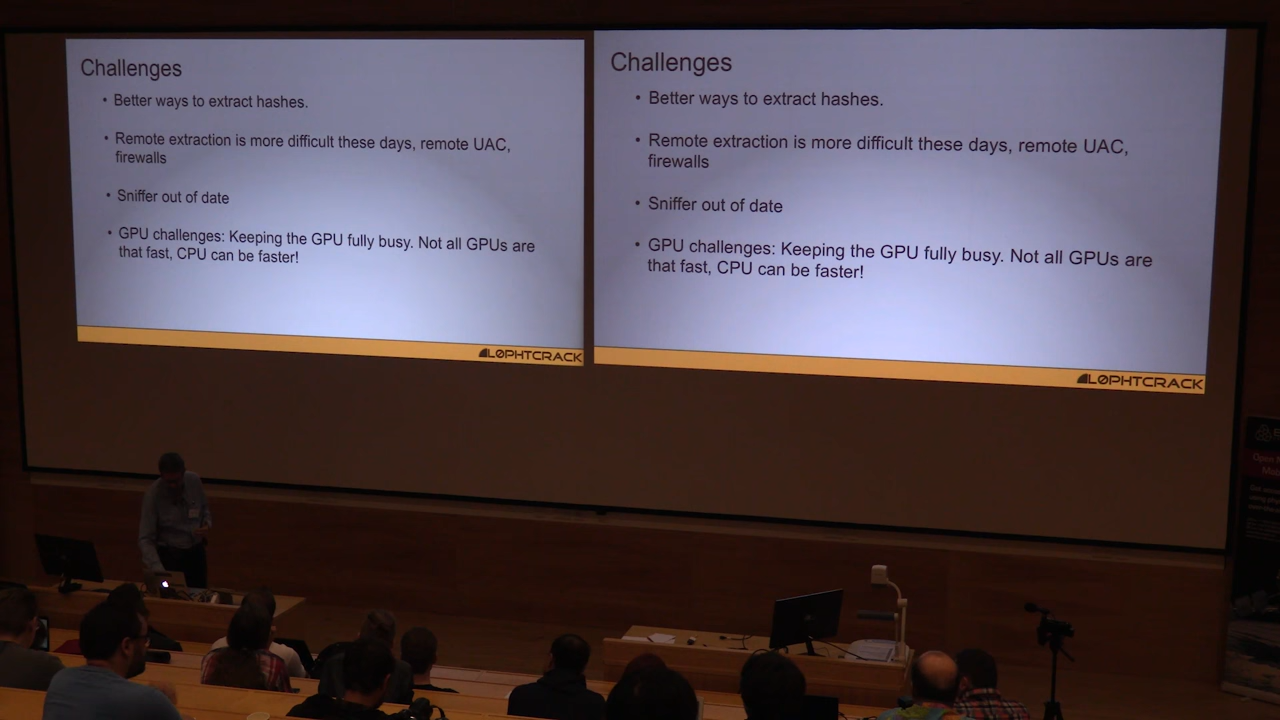 Challenges
• Better ways to extract hashes.
• Remote extraction is more difficult these days, remote UAC,
firewalls
• Sniffer out of date
• GPU challenges: Keeping the GPU fully busy. Not all GPUs are
that fast, CPU can be faster!
L0PHTCRACK
Challenges
• Better ways to extract hashes.
• Remote extraction is more difficult these days, remote UAC,
firewalls
• Sniffer out of date
• GPU challenges: Keeping the GPU fully busy. Not all GPUs are
that fast, CPU can be faster!
L0PHTCRACK